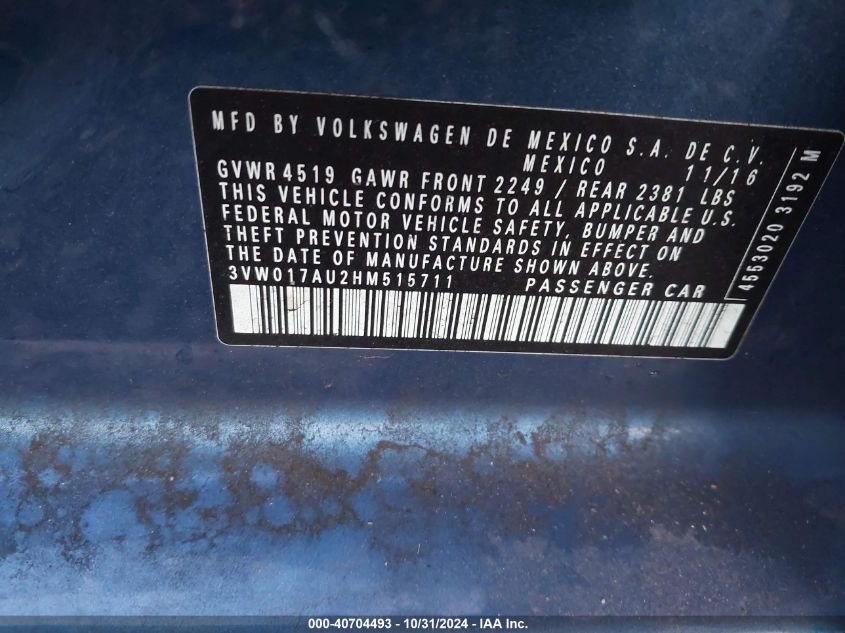 MFD BY VOLKSWAGEN DE MEXICO S.A. DE C.V.
MEXICO 11/16
GVWR 4519 GAWR FRONT 2249 / REAR 2381 LBS
THIS VEHICLE CONFORMS TO ALL APPLICABLE U.S.
FEDERAL MOTOR VEHICLE SAFETY, BUMPER AND
THEFT PREVENTION STANDARDS IN EFFECT ON
THE DATE OF MANUFACTURE SHOWN ABOVE.
3VW017AU2HM515711 PASSENGER CAR
4553020 3192 M
000-40704493 - 10/31/2024 - IAA Inc.